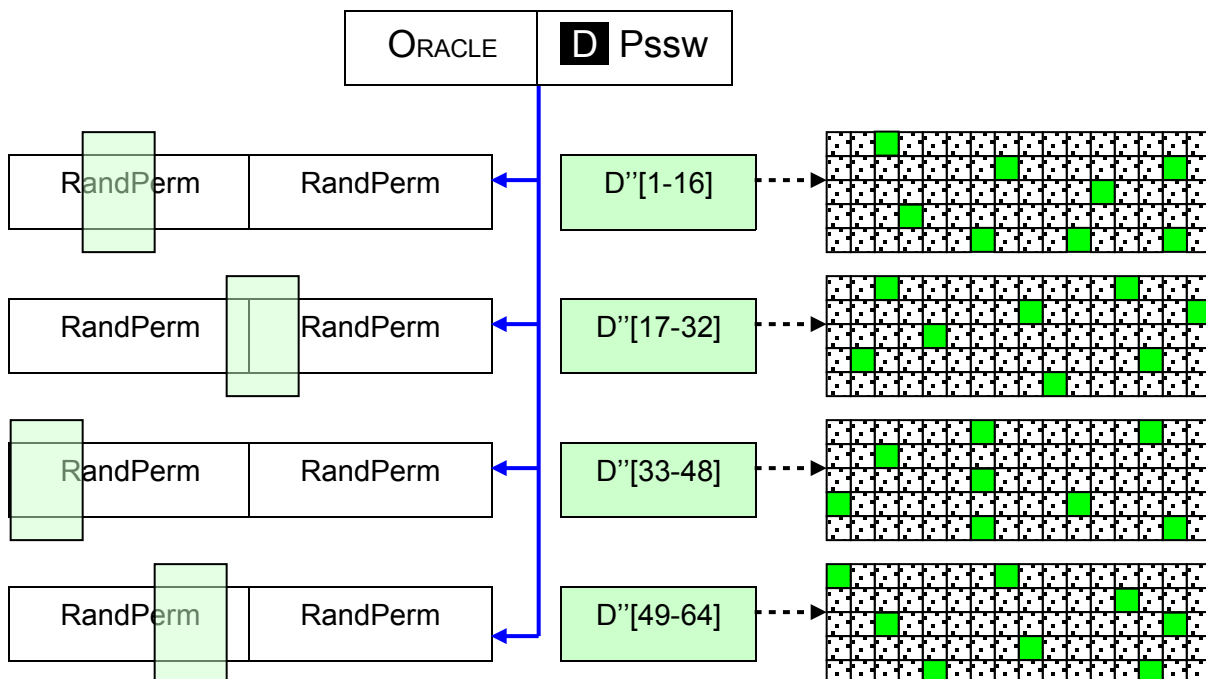 ORACLE D Pssw
RandPerm RandPerm D’’[1-16]
RandPerm RandPerm D’’[17-32]
RandPerm RandPerm D’’[33-48]
RandPerm RandPerm D’’[49-64]